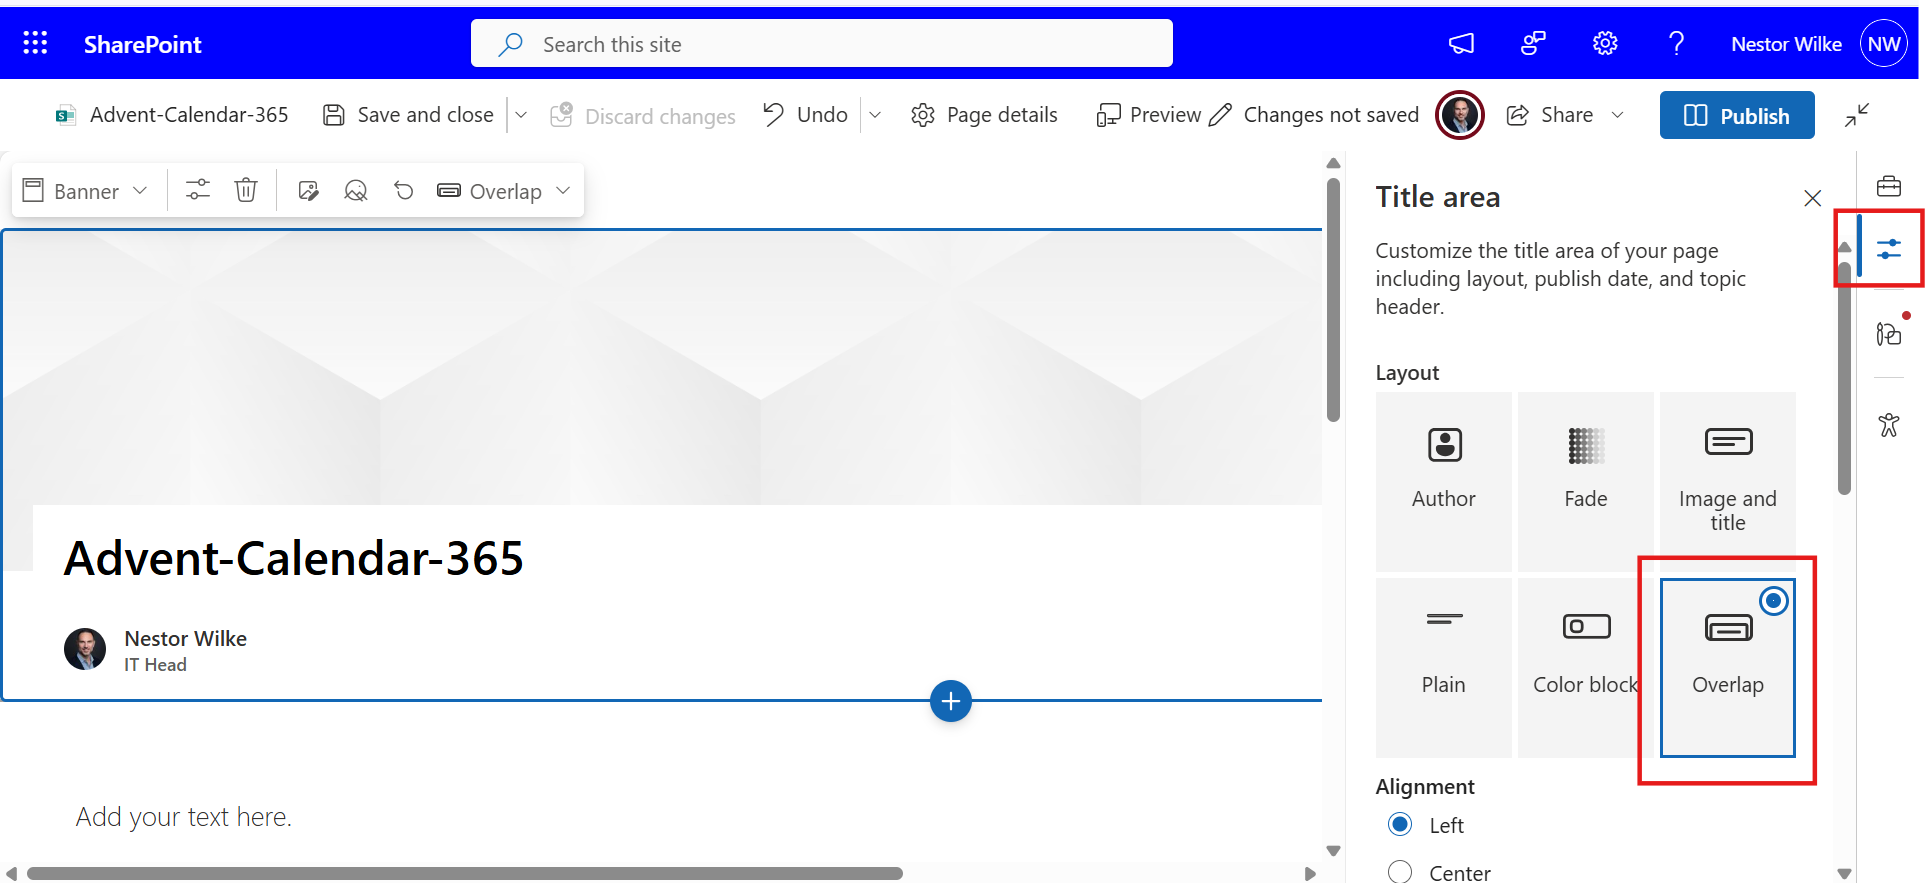 SharePoint
Search this site
Nestor Wilke
NW
Advent-Calendar-365
Save and close
Discard changes
Undo
Page details
Preview
Changes not saved
Share
Publish
Banner
Overlap
Advent-Calendar-365
Nestor Wilke
IT Head
Add your text here.
Title area
Customize the title area of your page
including layout, publish date, and topic
header.
Layout
Author
Fade
Image and
title
Plain
Color block
Overlap
Alignment
Left
Center